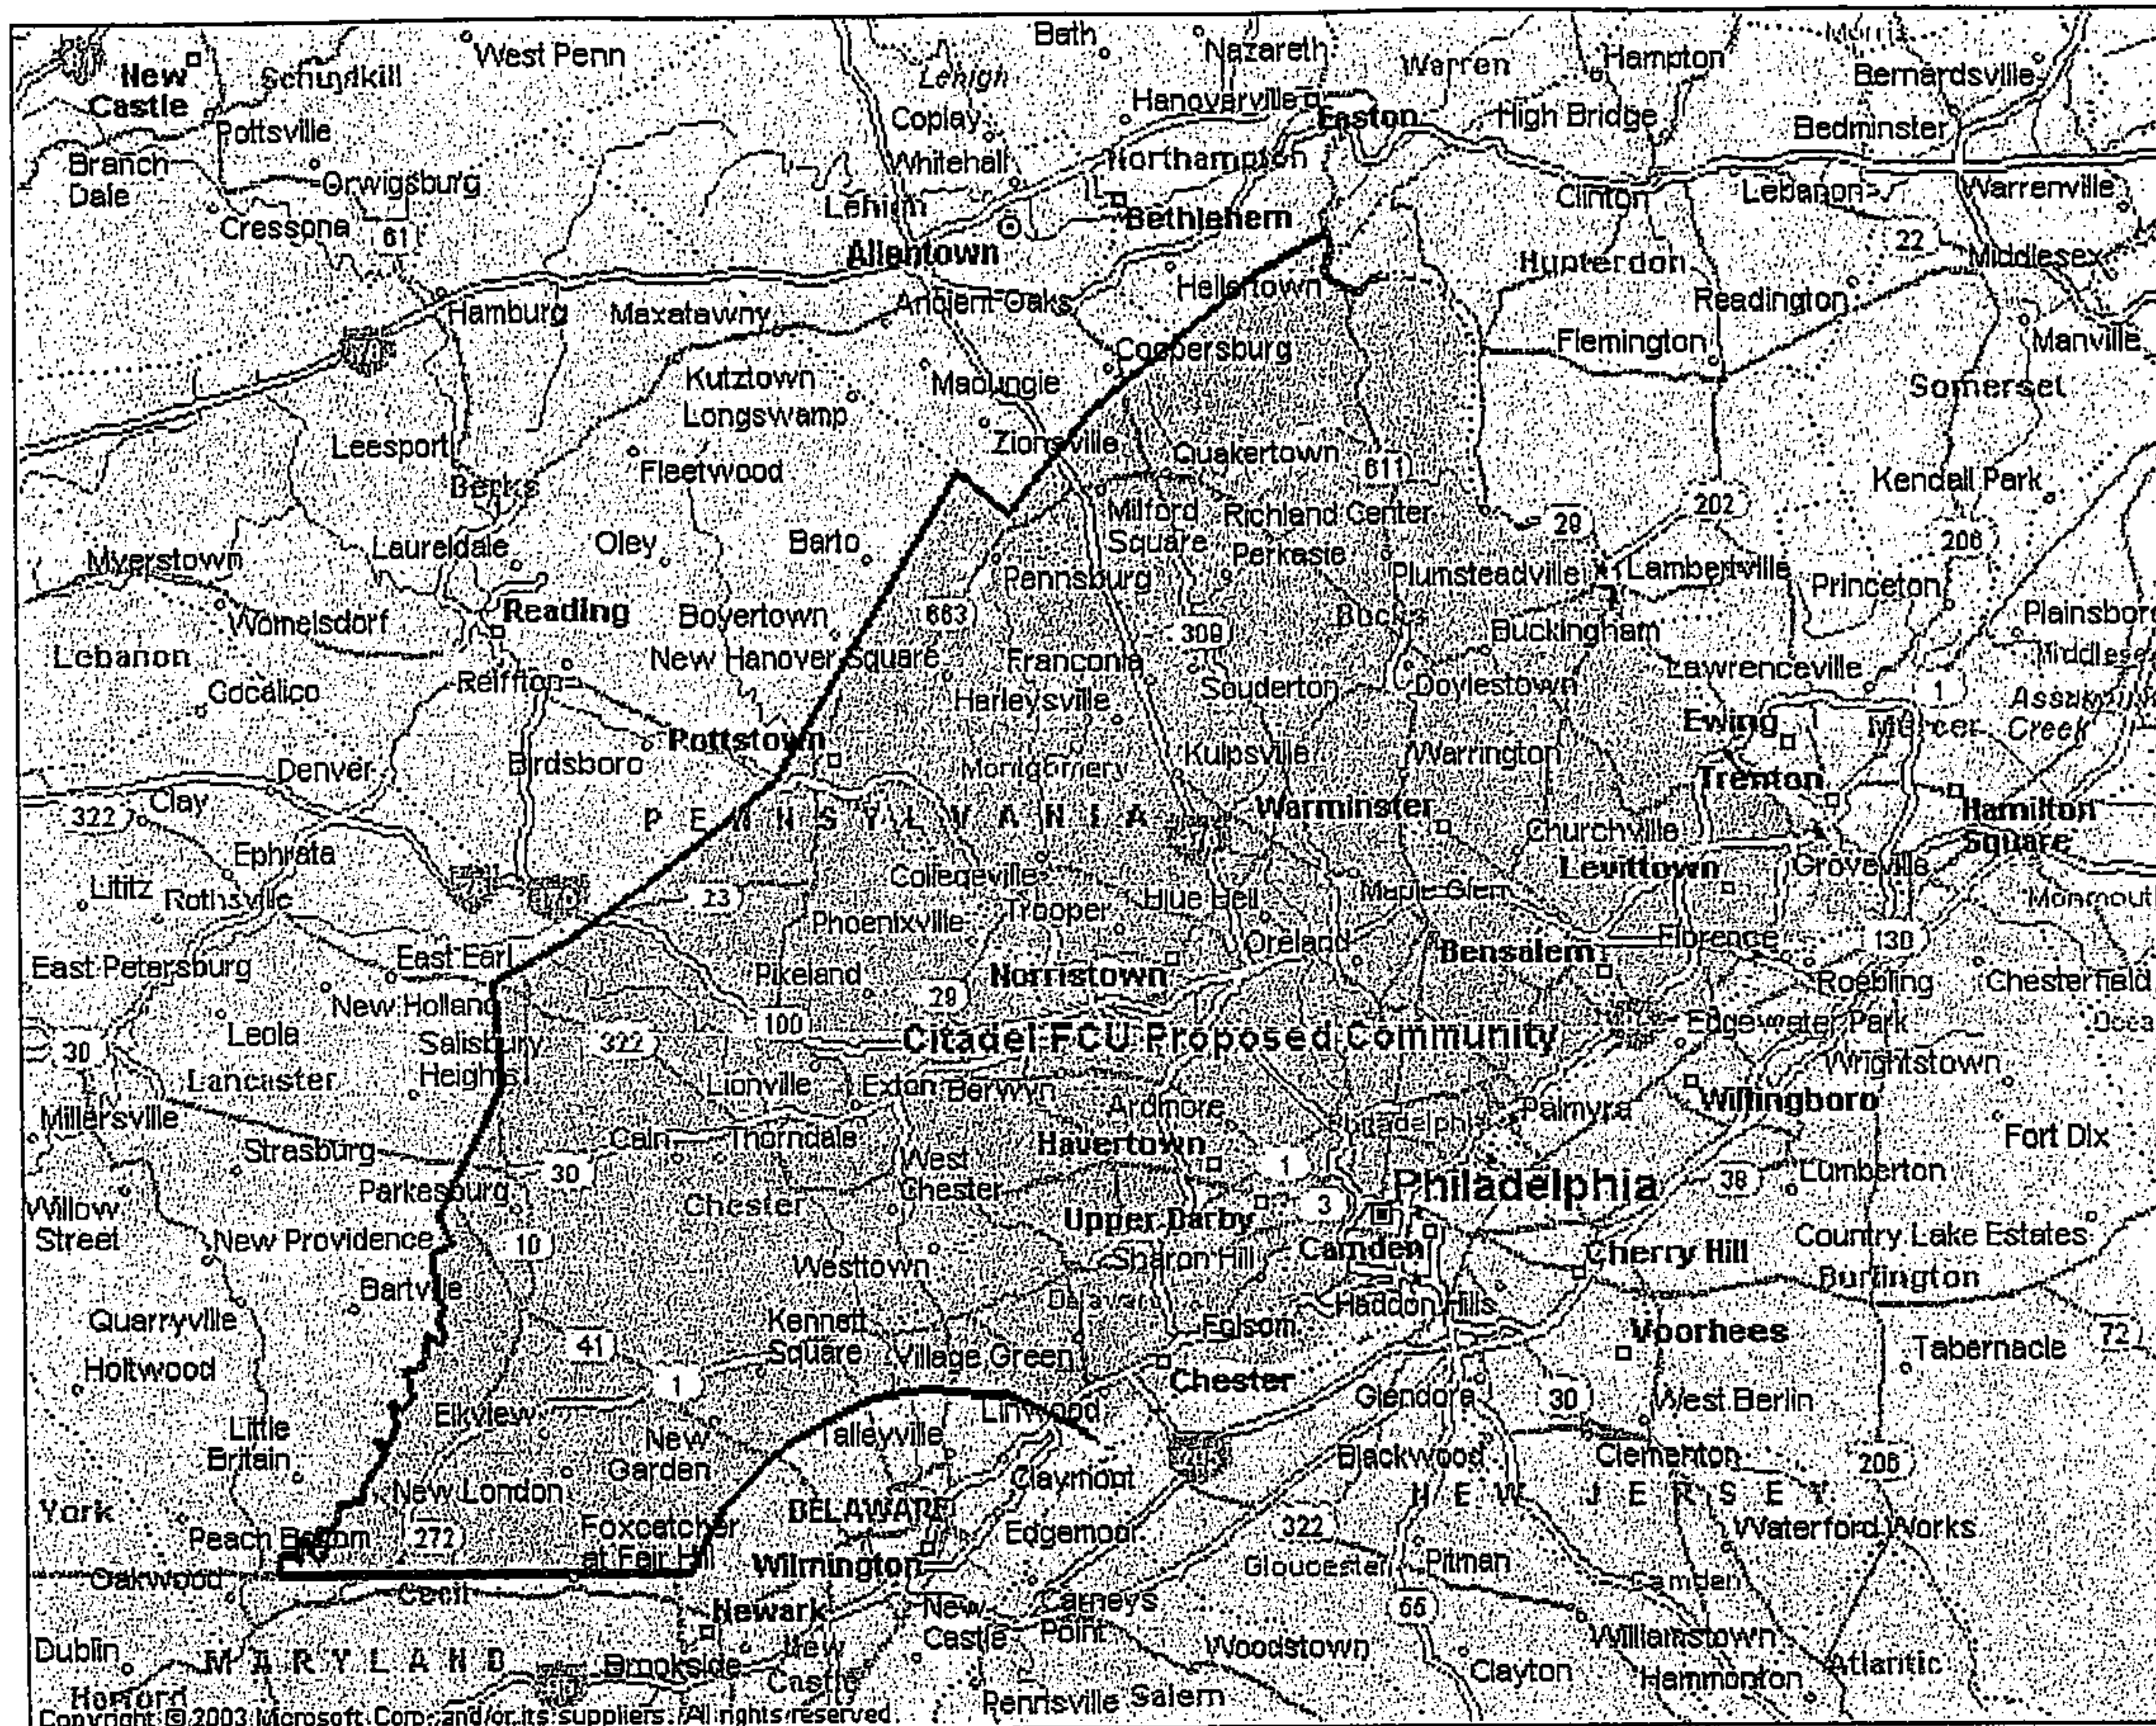 West Penn
Bath
Nazareth
Warren
Hampton
Morris
Bernardsville
New
Castle
Schuylkill
Lehigh
Hanoverville
Easton
High Bridge
Bedminster
Pottsville
Coplay
Branch
Dale
Orwigsburg
Whitehall
Northampton
Clinton
Lebanon
Warrenville
Cressona
61
Lehigh
Bethlehem
22
Allentown
Middlesex
Hunterdon
Hellertown
Hamburg
Maxatawny
Ancient Oaks
Readington
78
Coopersburg
Flemington
Manville
Kutztown
Macungie
Somerset
Longswamp
Leesport
Zionsville
Quakertown
611
Fleetwood
Kendall Park
Berks
Milford
Square
Richland Center
29
202
206
Myerstown
Laureldale
Oley
Barto
Perkasie
Pennsburg
Plumsteadville
Lambertville
Princeton
Womelsdorf
Reading
Boyertown
663
309
Bucks
Buckingham
Plainsboro
Lebanon
New Hanover Square
Franconia
Middlesex
Lawrenceville
Cocalico
Reiffton
Harleysville
Souderton
Doylestown
1
Assunpink
Creek
Ewing
Mercer
Pottstown
Birdsboro
Kulpsville
Warrington
Denver
Montgomery
Trenton
322
Clay
PENNSYLVANIA
Warminster
Churchville
Hamilton
Square
Ephrata
Collegeville
Levittown
Groveville
Lititz
Rothsville
23
Trooper
Blue Bell
Maple Glen
Monmouth
Phoenixville
Oreland
Bensalem
Florence
130
East Petersburg
East Earl
Pikeland
Norristown
Roebling
Chesterfield
New Holland
29
Leola
Salisbury
Heights
322
100
Citadel FCU Proposed Community
Edgewater Park
Ocea
30
Wrightstown
Lancaster
Lionville
Exton
Berwyn
Millersville
Ardmore
Philadelphia
Palmyra
Willingboro
Strasburg
Caln
Thorndale
Havertown
Fort Dix
30
West
Chester
1
38
Lumberton
Parkesburg
Chester
Philadelphia
Willow
Street
Upper Darby
3
New Providence
10
Camden
Cherry Hill
Country Lake Estates
Westtown
Sharon Hill
Burlington
Bartville
Delaware
Haddon Hills
Quarryville
Kennett
Square
Folsom
Voorhees
72
41
Village Green
Tabernacle
Holtwood
1
Chester
Glendora
30
West Berlin
Little
Britain
Elkview
New
Garden
Linwood
Talleyville
Blackwood
Clementon
206
Claymont
New London
York
DELAWARE
NEW JERSEY
Peach Bottom
272
Foxcatcher
at Fair Hill
Edgemoor
322
Waterford Works
Wilmington
Gloucester
Pitman
Oakwood
Cecil
Camden
Newark
New
Castle
Carneys
Point
55
Dublin
MARYLAND
Brookside
New
Castle
Woodstown
Williamstown
Clayton
Atlantic
Harford
Pennsville
Salem
Hammonton
Copyright © 2003 Microsoft Corp. and/or its suppliers. All rights reserved.